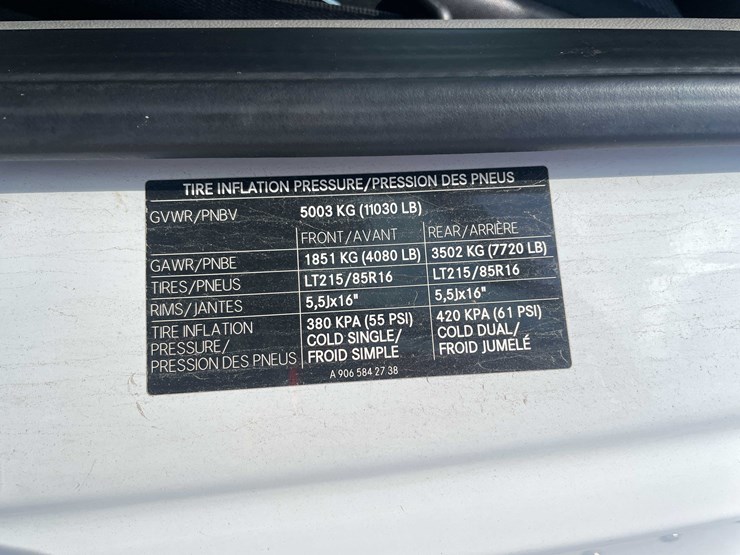 TIRE INFLATION PRESSURE/PRESSION DES PNEUS
GVWR/PNBV 5003 KG (11030 LB)
FRONT/AVANT REAR/ARRIÈRE
GAWR/PNBE 1851 KG (4080 LB) 3502 KG (7720 LB)
TIRES/PNEUS LT215/85R16 LT215/85R16
RIMS/JANTES 5,5Jx16" 5,5Jx16"
TIRE INFLATION 380 KPA (55 PSI) 420 KPA (61 PSI)
PRESSURE/ COLD SINGLE/ COLD DUAL/
PRESSION DES PNEUS FROID SIMPLE FROID JUMELÉ
A 906 584 27 38